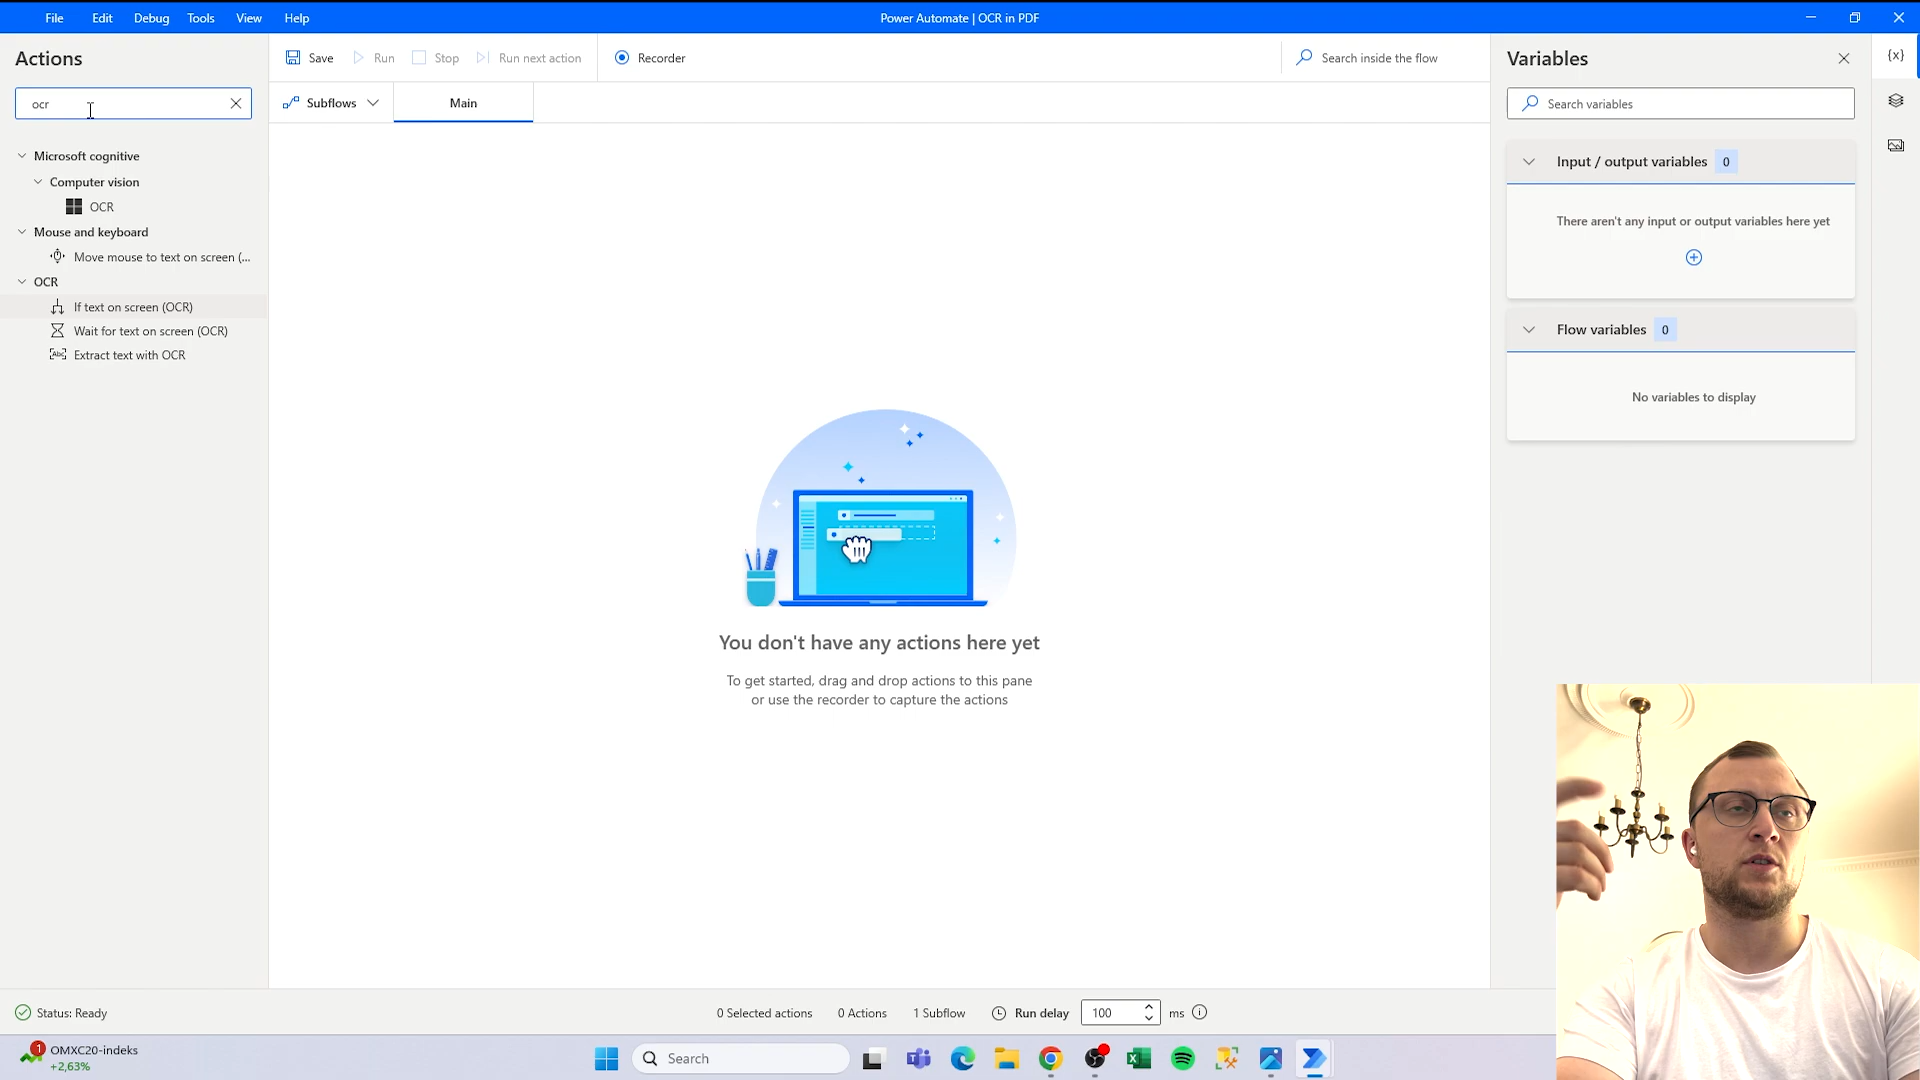 File Edit Debug Tools View Help
Power Automate | OCR in PDF
Actions
ocr
Microsoft cognitive
Computer vision
OCR
Mouse and keyboard
Move mouse to text on screen (...
OCR
If text on screen (OCR)
Wait for text on screen (OCR)
Extract text with OCR
Save Run Stop Run next action Recorder
Search inside the flow
Subflows Main
You don't have any actions here yet
To get started, drag and drop actions to this pane
or use the recorder to capture the actions
Variables
{x}
Search variables
Input / output variables 0
There aren't any input or output variables here yet
Flow variables 0
No variables to display
Status: Ready
0 Selected actions 0 Actions 1 Subflow Run delay 100 ms
1
OMXC20-indeks
+2,63%
Search